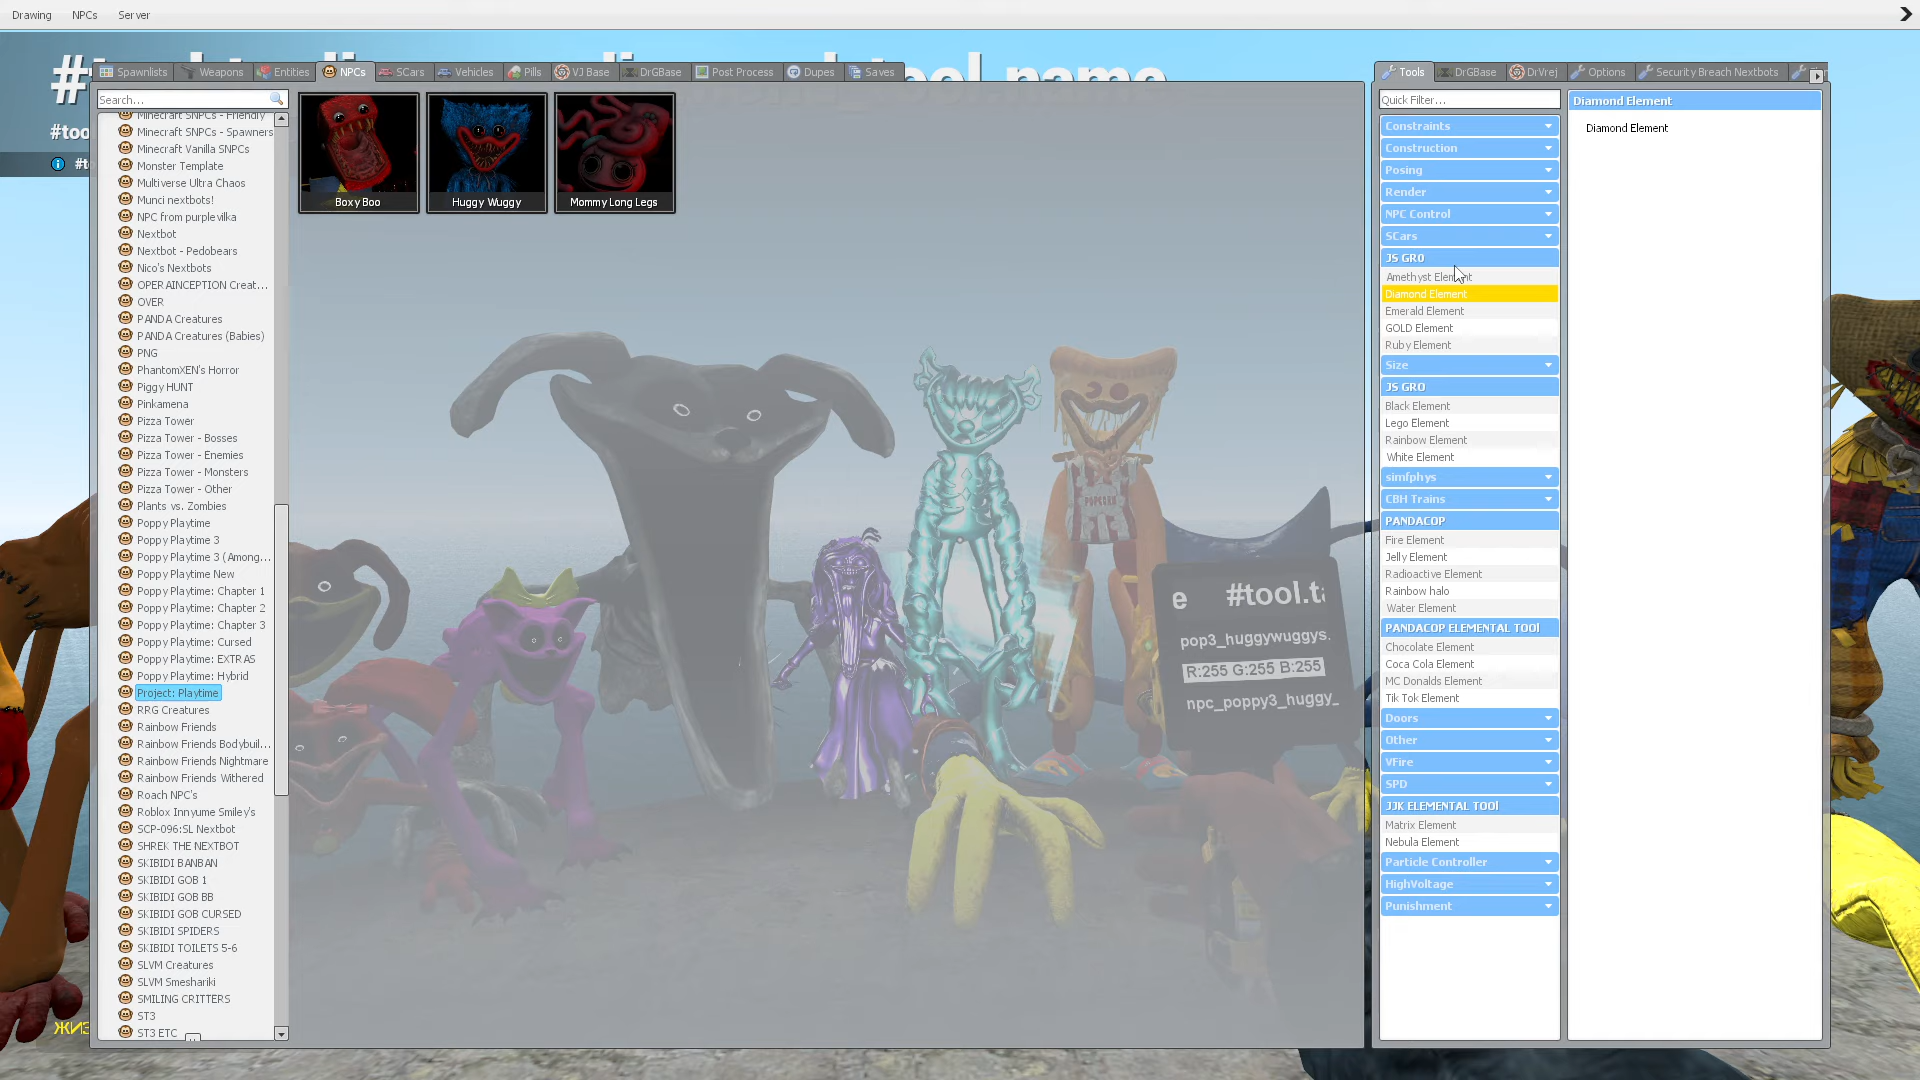 Drawing NPCs Server
Spawnlists Weapons Entities NPCs SCars Vehicles Pills VJ Base DrGBase Post Process Dupes Saves
Search...
Minecraft SNPCs - Friendly
Minecraft SNPCs - Spawners
Minecraft Vanilla SNPCs
Monster Template
Multiverse Ultra Chaos
Munci nextbots!
NPC from purplevilka
Nextbot
Nextbot - Pedobears
Nico's Nextbots
OPERAINCEPTION Creat...
OVER
PANDA Creatures
PANDA Creatures (Babies)
PNG
PhantomXEN's Horror
Piggy HUNT
Pinkamena
Pizza Tower
Pizza Tower - Bosses
Pizza Tower - Enemies
Pizza Tower - Monsters
Pizza Tower - Other
Plants vs. Zombies
Poppy Playtime
Poppy Playtime 3
Poppy Playtime 3 (Among...
Poppy Playtime New
Poppy Playtime: Chapter 1
Poppy Playtime: Chapter 2
Poppy Playtime: Chapter 3
Poppy Playtime: Cursed
Poppy Playtime: EXTRAS
Poppy Playtime: Hybrid
Project: Playtime
RRG Creatures
Rainbow Friends
Rainbow Friends Bodybuil...
Rainbow Friends Nightmare
Rainbow Friends Withered
Roach NPC's
Roblox Innyume Smiley's
SCP-096:SL Nextbot
SHREK THE NEXTBOT
SKIBIDI BANBAN
SKIBIDI GOB 1
SKIBIDI GOB BB
SKIBIDI GOB CURSED
SKIBIDI SPIDERS
SKIBIDI TOILETS 5-6
SLVM Creatures
SLVM Smeshariki
SMILING CRITTERS
ST3
ST3 ETC
Boxy Boo
Huggy Wuggy
Mommy Long Legs
POPCORN
e #tool.ta
pop3_huggywuggys.
R:255 G:255 B:255
npc_poppy3_huggy_
Tools DrGBase DrVrej Options Security Breach Nextbots
Quick Filter...
Constraints
Construction
Posing
Render
NPC Control
SCars
JS GRO
Amethyst Element
Diamond Element
Emerald Element
GOLD Element
Ruby Element
Size
JS GRO
Black Element
Lego Element
Rainbow Element
White Element
simfphys
CBH Trains
PANDACOP
Fire Element
Jelly Element
Radioactive Element
Rainbow halo
Water Element
PANDACOP ELEMENTAL TOOl
Chocolate Element
Coca Cola Element
MC Donalds Element
Tik Tok Element
Doors
Other
VFire
SPD
JJK ELEMENTAL TOOl
Matrix Element
Nebula Element
Particle Controller
HighVoltage
Punishment
Diamond Element
Diamond Element